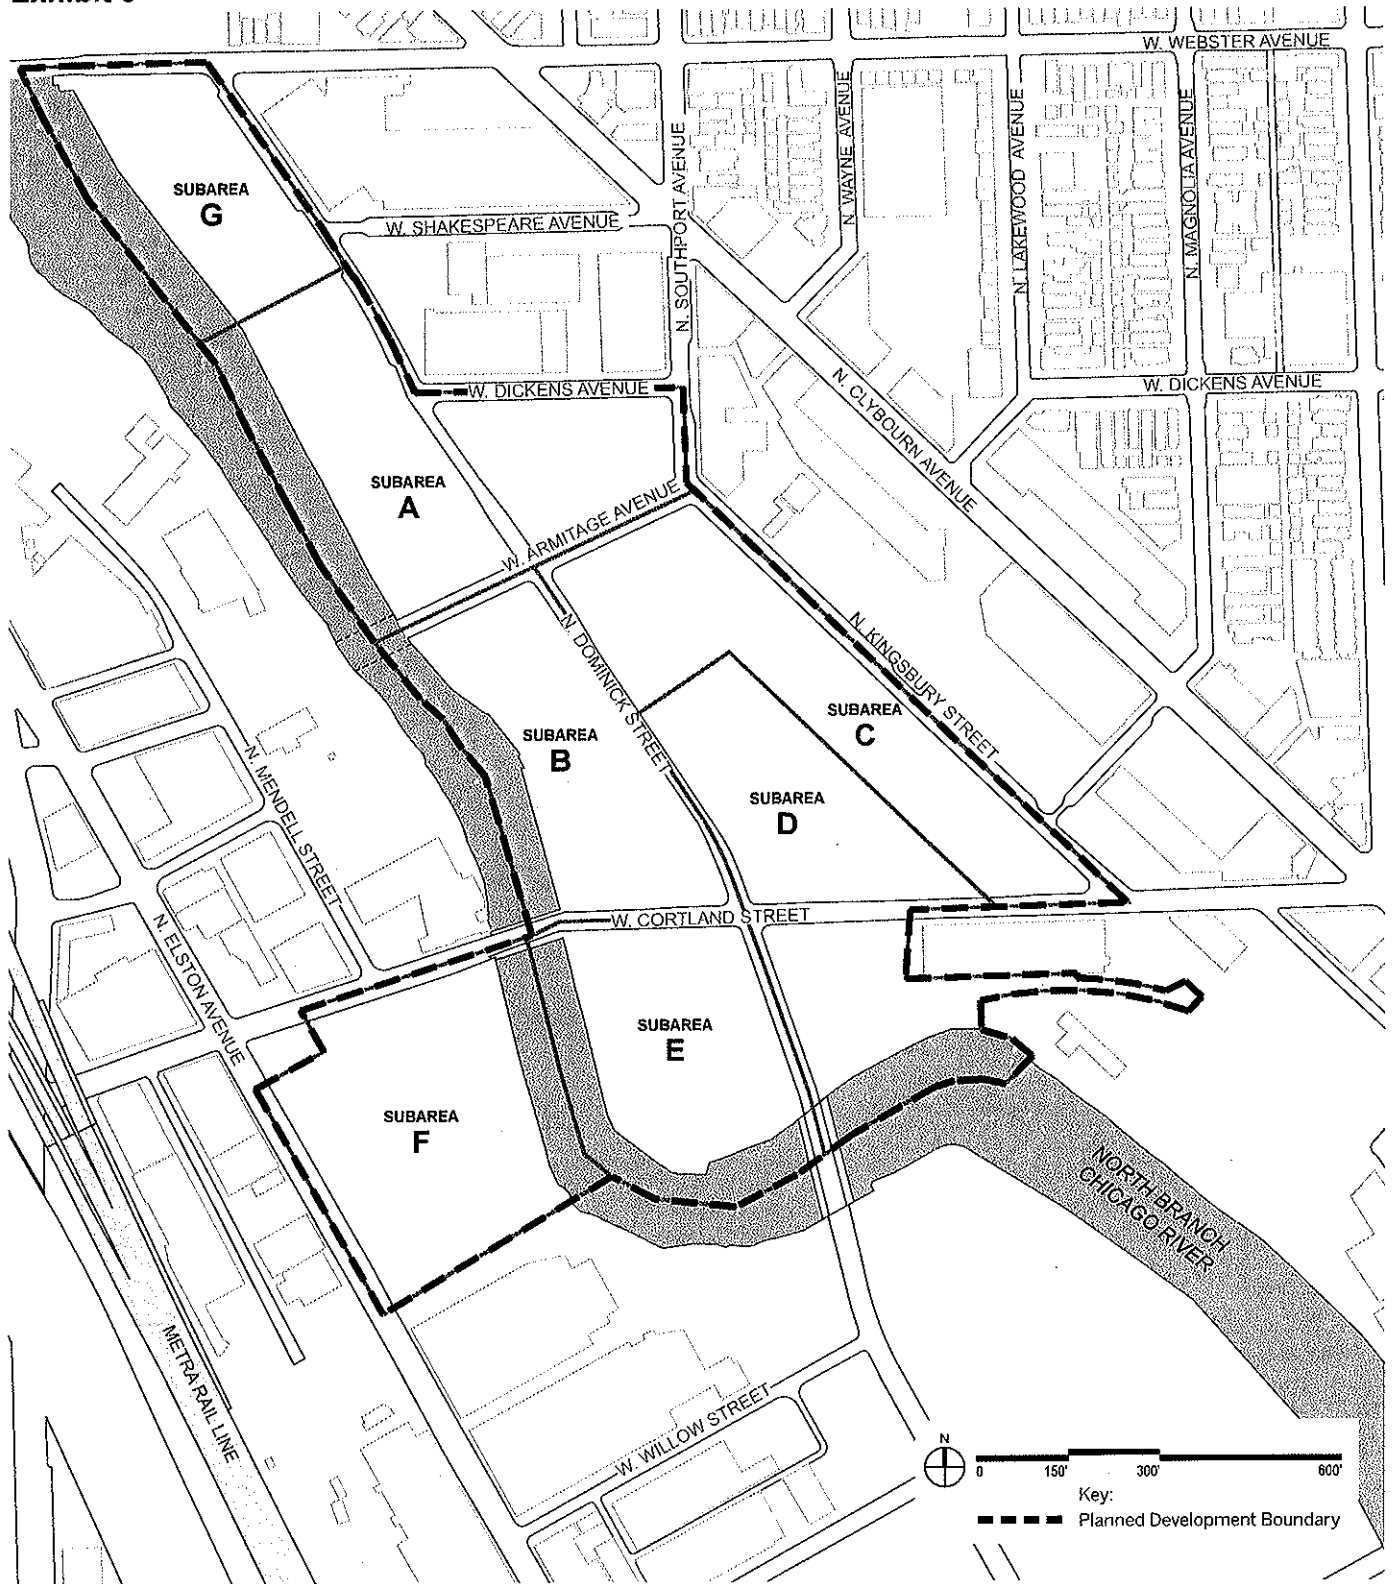 W. WEBSTER AVENUE
N. WAYNE AVENUE
N. LAKEWOOD AVENUE
N. MAGNOLIA AVENUE
N. SOUTHPORT AVENUE
SUBAREA
G
W. SHAKESPEARE AVENUE
W. DICKENS AVENUE
W. DICKENS AVENUE
N. CLYBOURN AVENUE
SUBAREA
A
W. ARMITAGE AVENUE
N. DOMINICK STREET
N. KINGSBURY STREET
SUBAREA
C
SUBAREA
B
SUBAREA
D
N. MENDELL STREET
W. CORTLAND STREET
N. ELSTON AVENUE
SUBAREA
E
SUBAREA
F
NORTH BRANCH
CHICAGO RIVER
METRA RAIL LINE
W. WILLOW STREET
N
0 150' 300' 600'
Key:
Planned Development Boundary